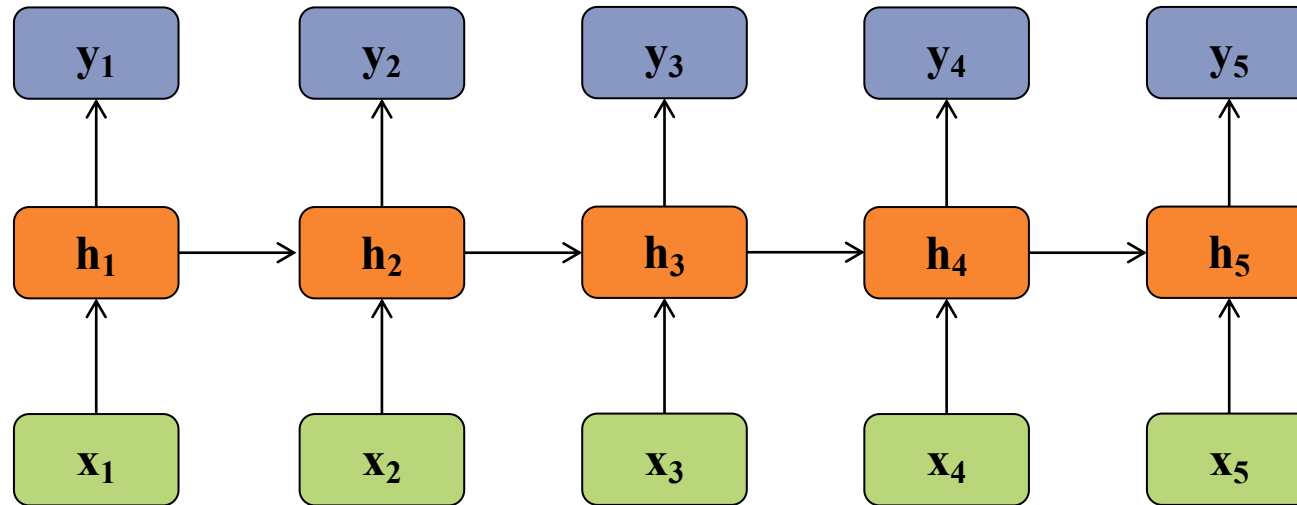 y₁ y₂ y₃ y₄ y₅
h₁ h₂ h₃ h₄ h₅
x₁ x₂ x₃ x₄ x₅